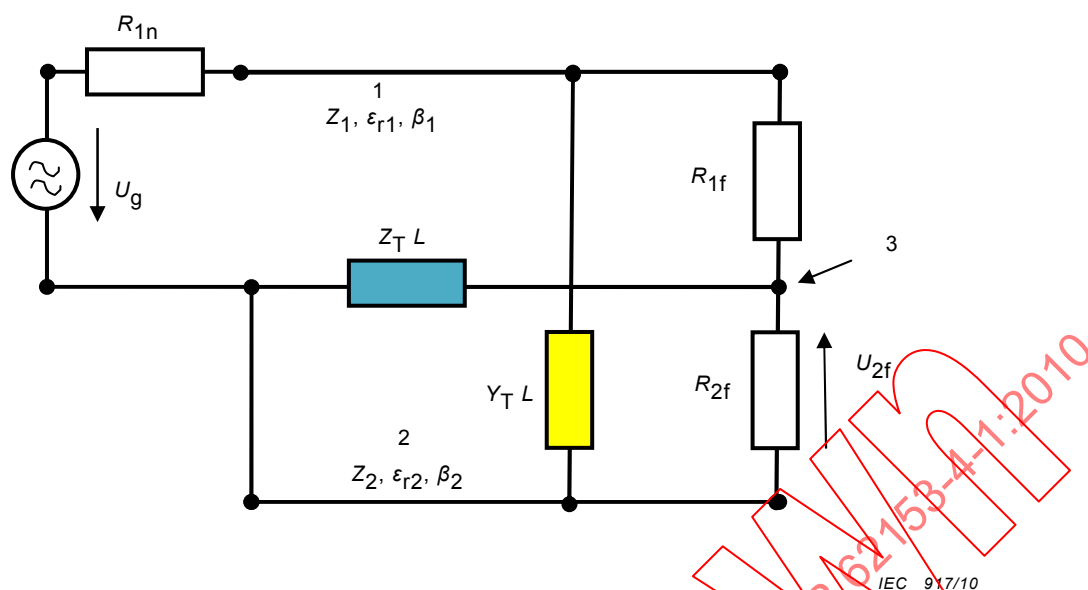 R1n
1
Z1, εr1, β1
R1f
Ug
3
ZT L
U2f
YT L
R2f
2
Z2, εr2, β2
62153-4-1:2010
IEC 917/10